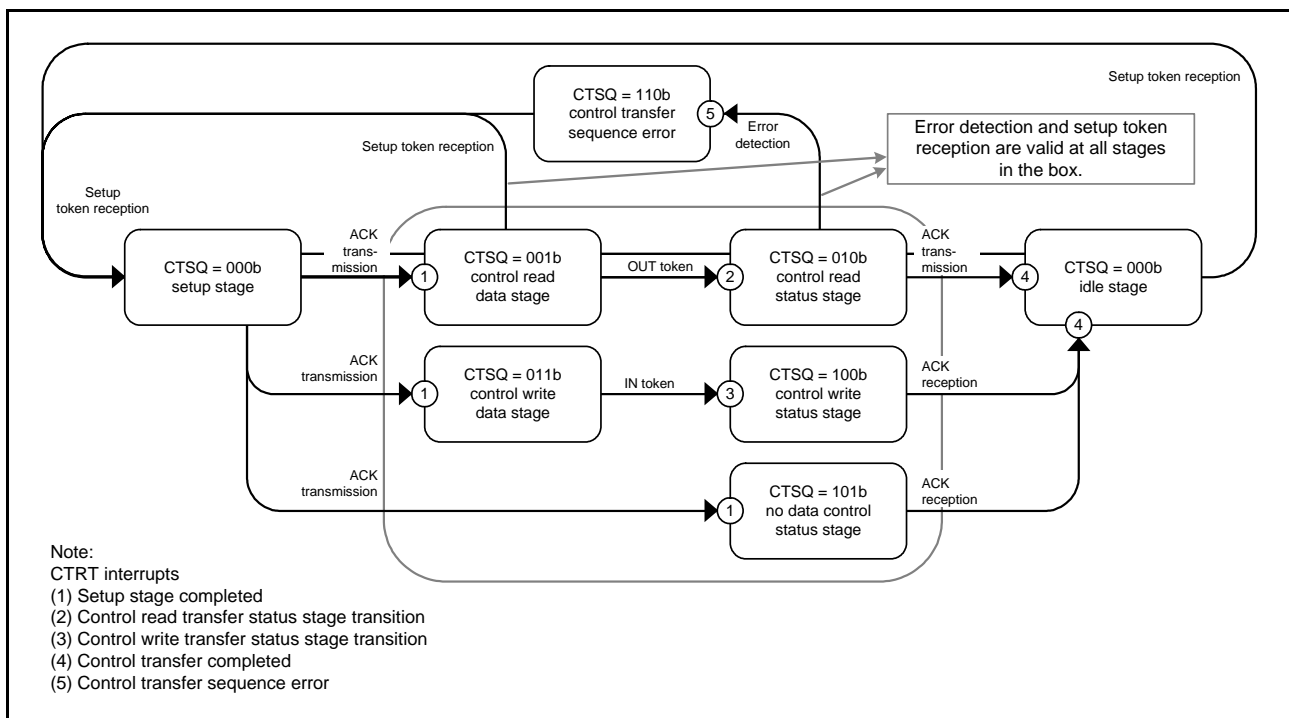 Setup token reception
CTSQ = 110b
control transfer
sequence error
5
Error
detection
Setup token reception
Error detection and setup token
reception are valid at all stages
in the box.
Setup
token reception
CTSQ = 000b
setup stage
ACK
trans-
mission
1
CTSQ = 001b
control read
data stage
OUT token
2
CTSQ = 010b
control read
status stage
ACK
trans-
mission
4
CTSQ = 000b
idle stage
4
ACK
transmission
1
CTSQ = 011b
control write
data stage
IN token
3
CTSQ = 100b
control write
status stage
ACK
reception
ACK
transmission
1
CTSQ = 101b
no data control
status stage
ACK
reception
Note:
CTRT interrupts
(1) Setup stage completed
(2) Control read transfer status stage transition
(3) Control write transfer status stage transition
(4) Control transfer completed
(5) Control transfer sequence error